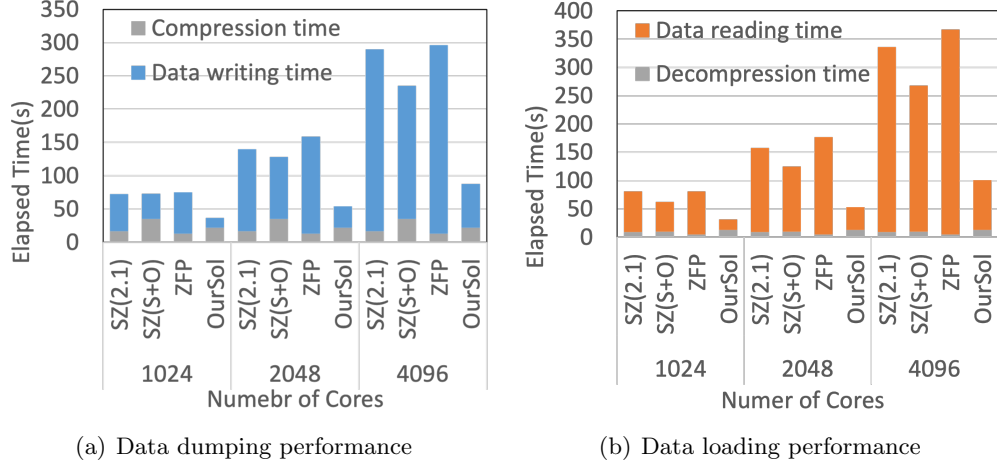 350
300
250
200
150
100
50
0
Elapsed Time(s)
Compression time
Data writing time
SZ(2.1)
SZ(S+O)
ZFP
OurSol
SZ(2.1)
SZ(S+O)
ZFP
OurSol
SZ(2.1)
SZ(S+O)
ZFP
OurSol
1024 2048 4096
Numebr of Cores
(a) Data dumping performance
400
350
300
250
200
150
100
50
0
Elapsed Time(s)
Data reading time
Decompression time
SZ(2.1)
SZ(S+O)
ZFP
OurSol
SZ(2.1)
SZ(S+O)
ZFP
OurSol
SZ(2.1)
SZ(S+O)
ZFP
OurSol
1024 2048 4096
Numer of Cores
(b) Data loading performance